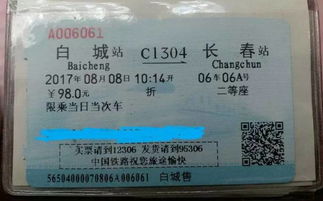 A006061
白城站 C1304 长春站
Baicheng Changchun
2017年08月08日 10:14开 06车06A号
￥98.0元 折 二等座
限乘当日当次车
买票请到12306 发票请到95306
中国铁路祝您旅途愉快
56504000070806A006061 白城售